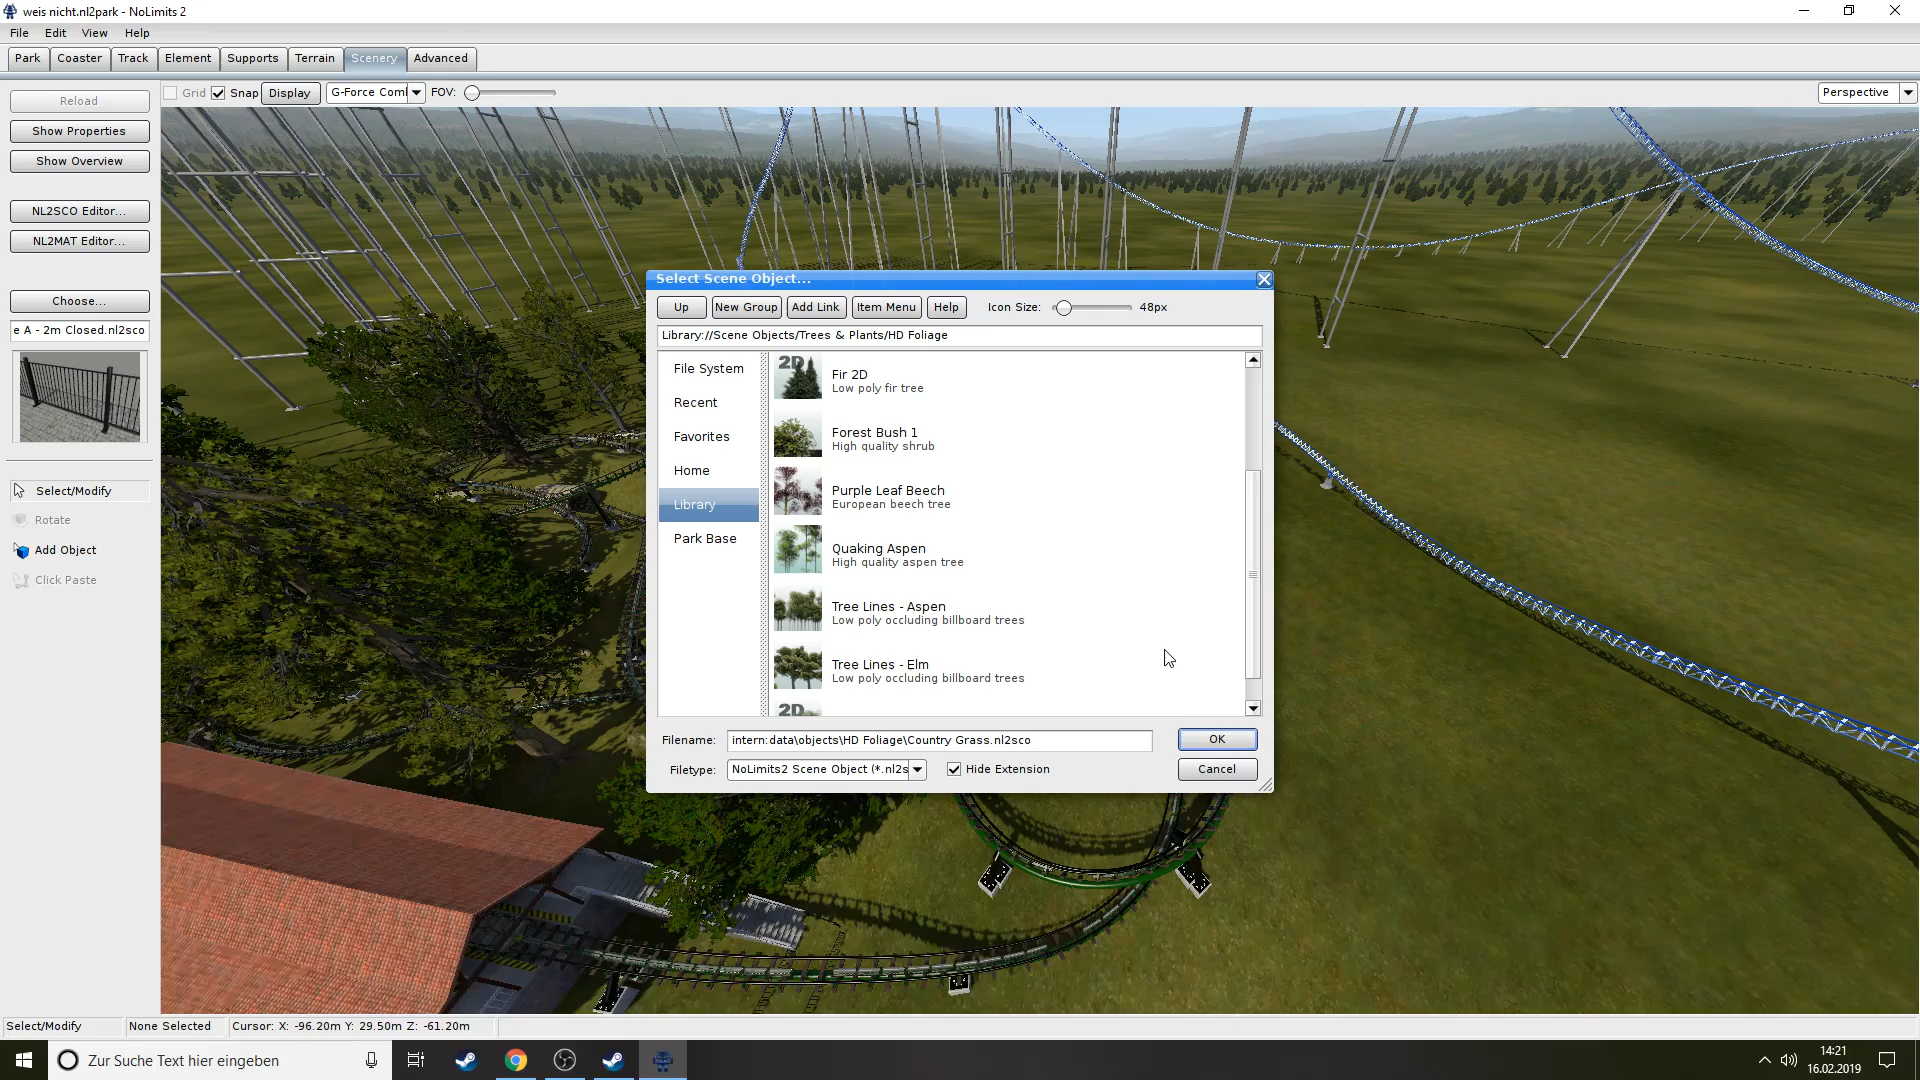 weis nicht.nl2park - NoLimits 2
File Edit View Help
Park Coaster Track Element Supports Terrain Scenery Advanced
Grid Snap Display G-Force Coml FOV: Perspective
Reload
Show Properties
Show Overview
NL2SCO Editor...
NL2MAT Editor...
Choose...
e A - 2m Closed.nl2sco
Select/Modify
Rotate
Add Object
Click Paste
Select Scene Object...
Up New Group Add Link Item Menu Help Icon Size: 48px
Library://Scene Objects/Trees & Plants/HD Foliage
File System
Recent
Favorites
Home
Library
Park Base
2D
Fir 2D
Low poly fir tree
Forest Bush 1
High quality shrub
Purple Leaf Beech
European beech tree
Quaking Aspen
High quality aspen tree
Tree Lines - Aspen
Low poly occluding billboard trees
Tree Lines - Elm
Low poly occluding billboard trees
2D
Filename: intern:data\objects\HD Foliage\Country Grass.nl2sco OK
Filetype: NoLimits2 Scene Object (*.nl2s Hide Extension Cancel
Select/Modify None Selected Cursor: X: -96.20m Y: 29.50m Z: -61.20m
Zur Suche Text hier eingeben
14:21
16.02.2019